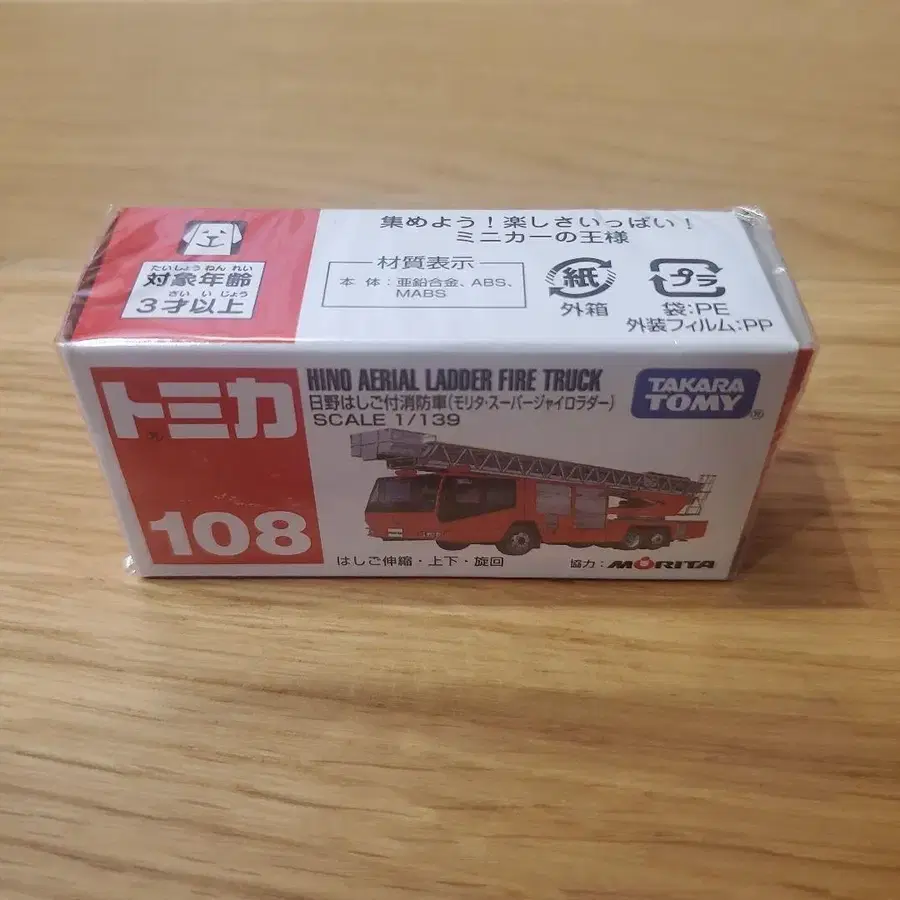 集めよう！楽しさいっぱい！
ミニカーの王様
たいしょうねんれい
対象年齢
さいいじょう
3才以上
材質表示
本体：亜鉛合金、ABS、
MABS
紙
外箱
プラ
袋:PE
外装フィルム:PP
トミカ
®
108
HINO AERIAL LADDER FIRE TRUCK
日野はしご付消防車(モリタ・スーパージャイロラダー)
SCALE 1/139
TAKARA
TOMY
®
はしご伸縮・上下・旋回
協力：MORITA